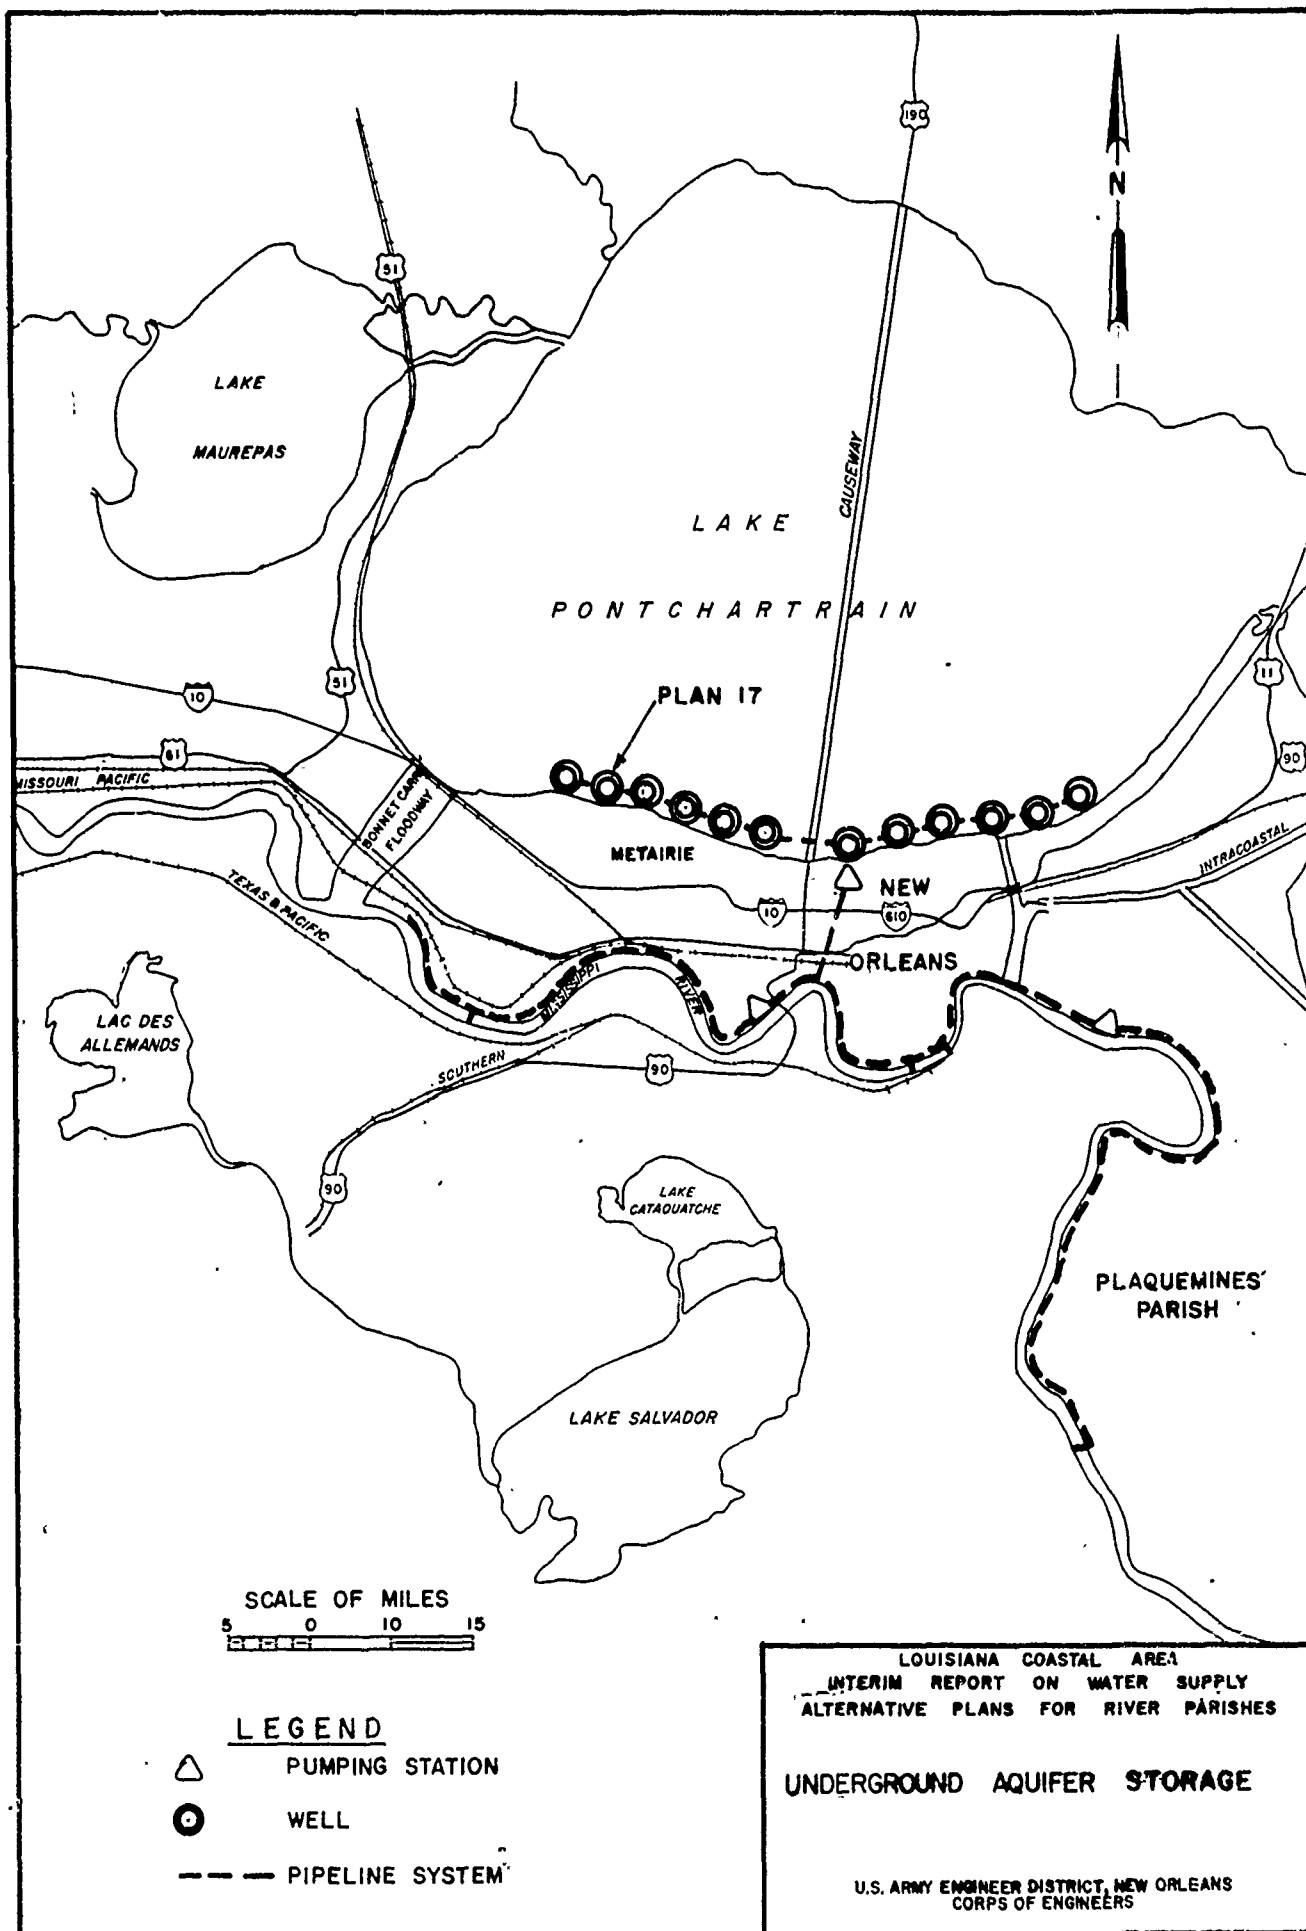 190
N
51
LAKE
MAUREPAS
CAUSEWAY
LAKE
PONTCHARTRAIN
51
11
10
PLAN 17
61
90
MISSOURI PACIFIC
BONNET CARRE
FLOODWAY
METAIRIE
INTRACOASTAL
TEXAS & PACIFIC
NEW
10
610
ORLEANS
MISSISSIPPI
RIVER
LAC DES
ALLEMANDS
SOUTHERN
90
90
LAKE
CATAOUATCHE
PLAQUEMINES
PARISH
LAKE SALVADOR
SCALE OF MILES
5 0 10 15
LOUISIANA COASTAL AREA
INTERIM REPORT ON WATER SUPPLY
ALTERNATIVE PLANS FOR RIVER PARISHES
LEGEND
PUMPING STATION
UNDERGROUND AQUIFER STORAGE
WELL
PIPELINE SYSTEM
U.S. ARMY ENGINEER DISTRICT, NEW ORLEANS
CORPS OF ENGINEERS